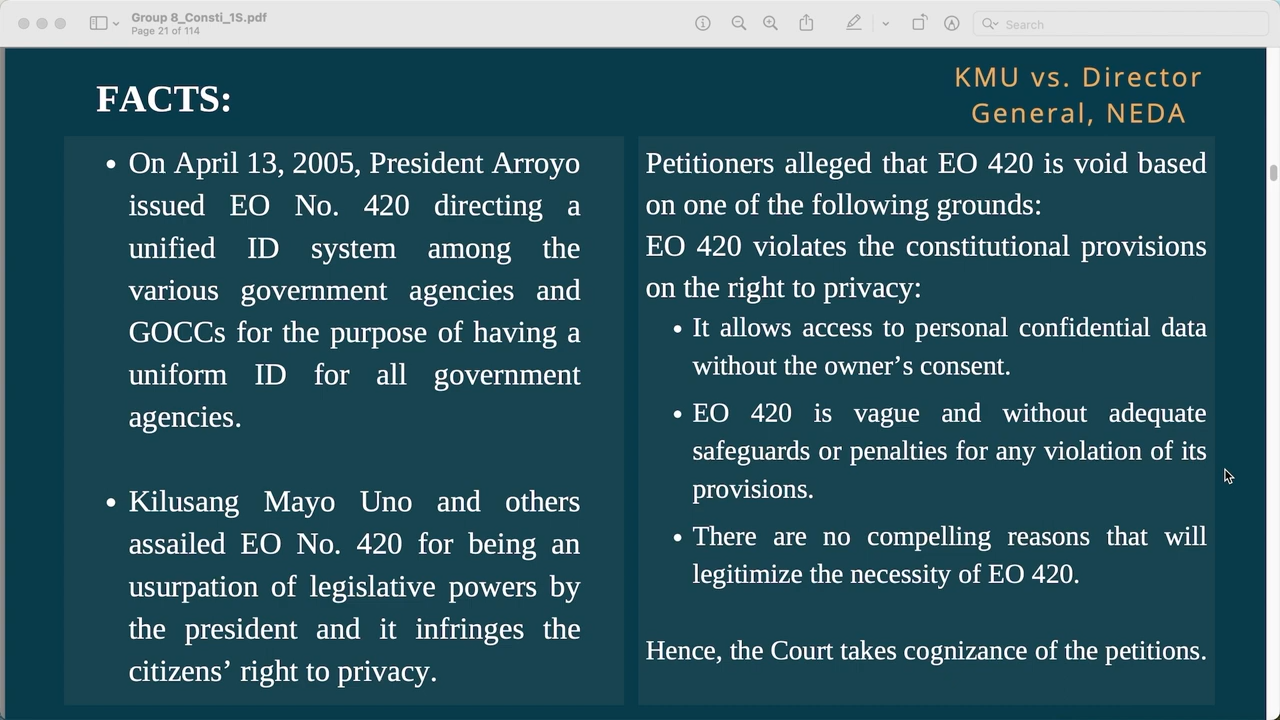 Group 8_Consti_1S.pdf
Page 21 of 114
Search
FACTS:
KMU vs. Director
General, NEDA
• On April 13, 2005, President Arroyo
issued EO No. 420 directing a
unified ID system among the
various government agencies and
GOCCs for the purpose of having a
uniform ID for all government
agencies.
• Kilusang Mayo Uno and others
assailed EO No. 420 for being an
usurpation of legislative powers by
the president and it infringes the
citizens’ right to privacy.
Petitioners alleged that EO 420 is void based
on one of the following grounds:
EO 420 violates the constitutional provisions
on the right to privacy:
• It allows access to personal confidential data
without the owner’s consent.
• EO 420 is vague and without adequate
safeguards or penalties for any violation of its
provisions.
• There are no compelling reasons that will
legitimize the necessity of EO 420.
Hence, the Court takes cognizance of the petitions.